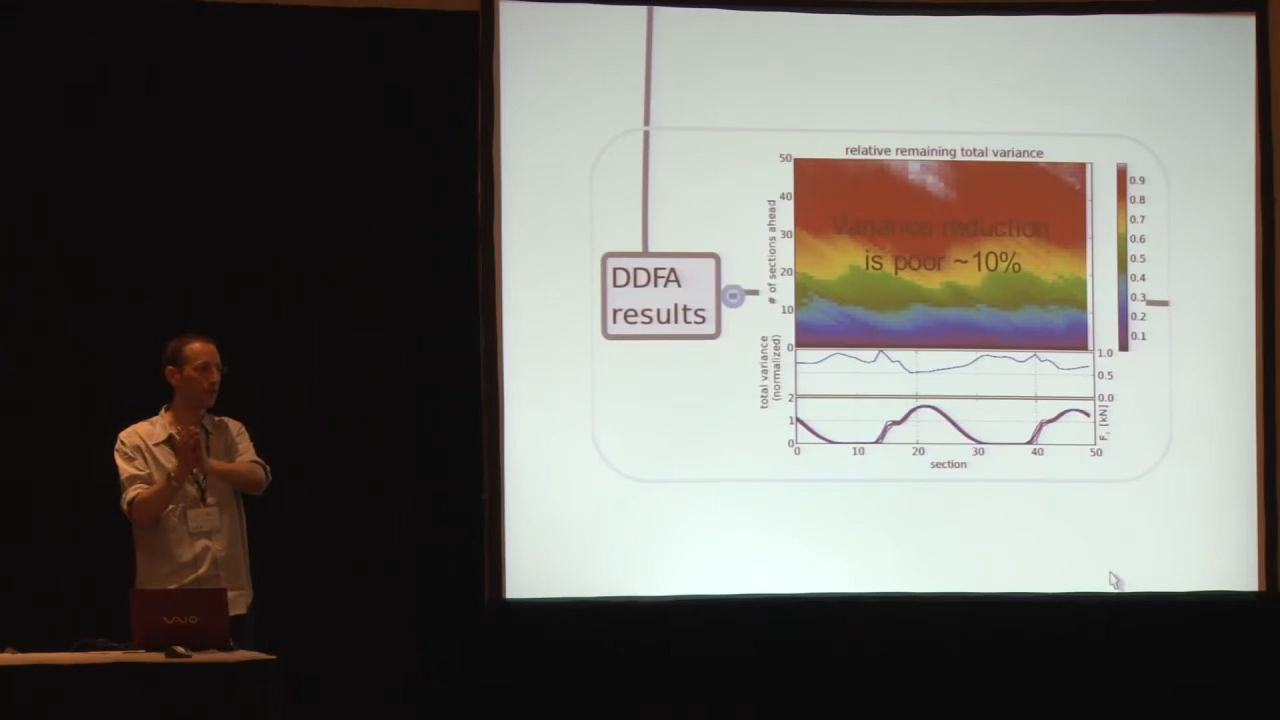 relative remaining total variance
50
40
30
20
10
0
# of sections ahead
Variance reduction
is poor ~10%
0.9
0.8
0.7
0.6
0.5
0.4
0.3
0.2
0.1
DDFA
results
total variance
(normalized)
1.0
0.5
0.0
2
1
0
0 10 20 30 40 50
section
VAIO